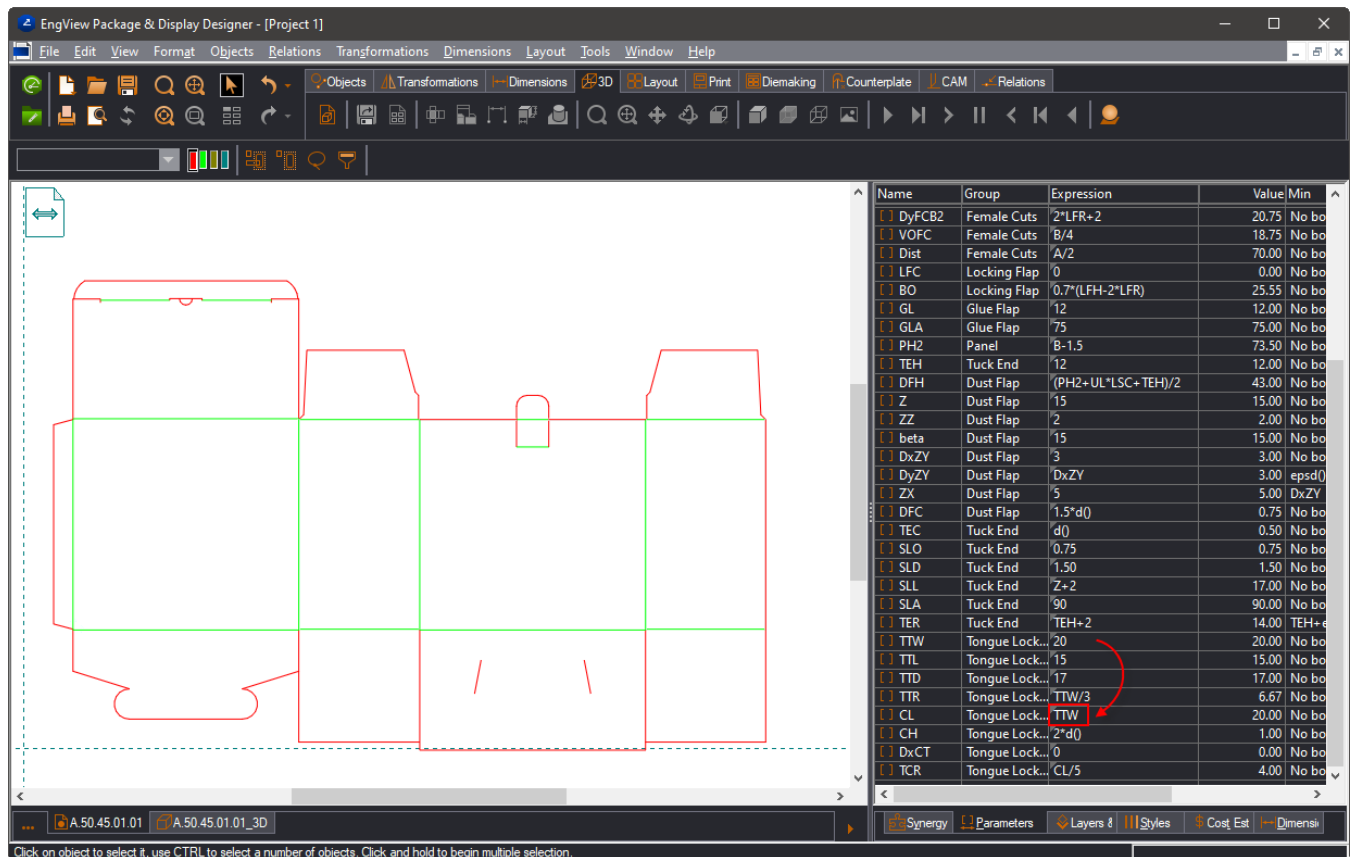 EngView Package & Display Designer - [Project 1]
File Edit View Format Objects Relations Transformations Dimensions Layout Tools Window Help
Objects Transformations Dimensions 3D Layout Print Diemaking Counterplate CAM Relations
Name Group Expression Value Min
DyFCB2 Female Cuts 2*LFR+2 20.75 No bo
VOFC Female Cuts B/4 18.75 No bo
Dist Female Cuts A/2 70.00 No bo
LFC Locking Flap 0 0.00 No bo
BO Locking Flap 0.7*(LFH-2*LFR) 25.55 No bo
GL Glue Flap 12 12.00 No bo
GLA Glue Flap 75 75.00 No bo
PH2 Panel B-1.5 73.50 No bo
TEH Tuck End 12 12.00 No bo
DFH Dust Flap (PH2+UL*LSC+TEH)/2 43.00 No bo
Z Dust Flap 15 15.00 No bo
ZZ Dust Flap 2 2.00 No bo
beta Dust Flap 15 15.00 No bo
DxZY Dust Flap 3 3.00 No bo
DyZY Dust Flap DxZY 3.00 epsd()
ZX Dust Flap 5 5.00 DxZY
DFC Dust Flap 1.5*d() 0.75 No bo
TEC Tuck End d() 0.50 No bo
SLO Tuck End 0.75 0.75 No bo
SLD Tuck End 1.50 1.50 No bo
SLL Tuck End Z+2 17.00 No bo
SLA Tuck End 90 90.00 No bo
TER Tuck End TEH+2 14.00 TEH+e
TTW Tongue Lock... 20 20.00 No bo
TTL Tongue Lock... 15 15.00 No bo
TTD Tongue Lock... 17 17.00 No bo
TTR Tongue Lock... TTW/3 6.67 No bo
CL Tongue Lock... TTW 20.00 No bo
CH Tongue Lock... 2*d() 1.00 No bo
DxCT Tongue Lock... 0 0.00 No bo
TCR Tongue Lock... CL/5 4.00 No bo
... A.50.45.01.01 A.50.45.01.01_3D
Synergy Parameters Layers & Styles Cost Est Dimensi
Click on object to select it, use CTRL to select a number of objects. Click and hold to begin multiple selection.